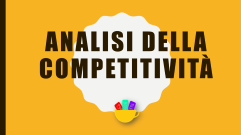 ANALISI DELLA
COMPETITIVITÀ